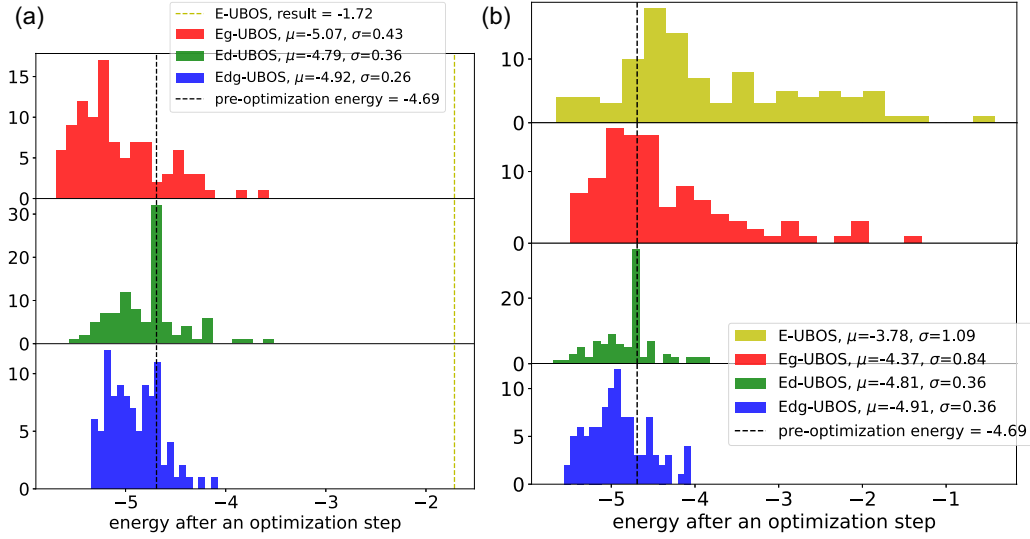 (a)
E-UBOS, result = -1.72
Eg-UBOS, μ=-5.07, σ=0.43
Ed-UBOS, μ=-4.79, σ=0.36
Edg-UBOS, μ=-4.92, σ=0.26
pre-optimization energy = -4.69
15
10
5
0
30
20
10
0
10
5
0
−5
−4
−3
−2
energy after an optimization step
(b)
10
0
10
0
20
0
E-UBOS, μ=-3.78, σ=1.09
Eg-UBOS, μ=-4.37, σ=0.84
Ed-UBOS, μ=-4.81, σ=0.36
Edg-UBOS, μ=-4.91, σ=0.36
pre-optimization energy = -4.69
10
5
0
−5
−4
−3
−2
−1
energy after an optimization step